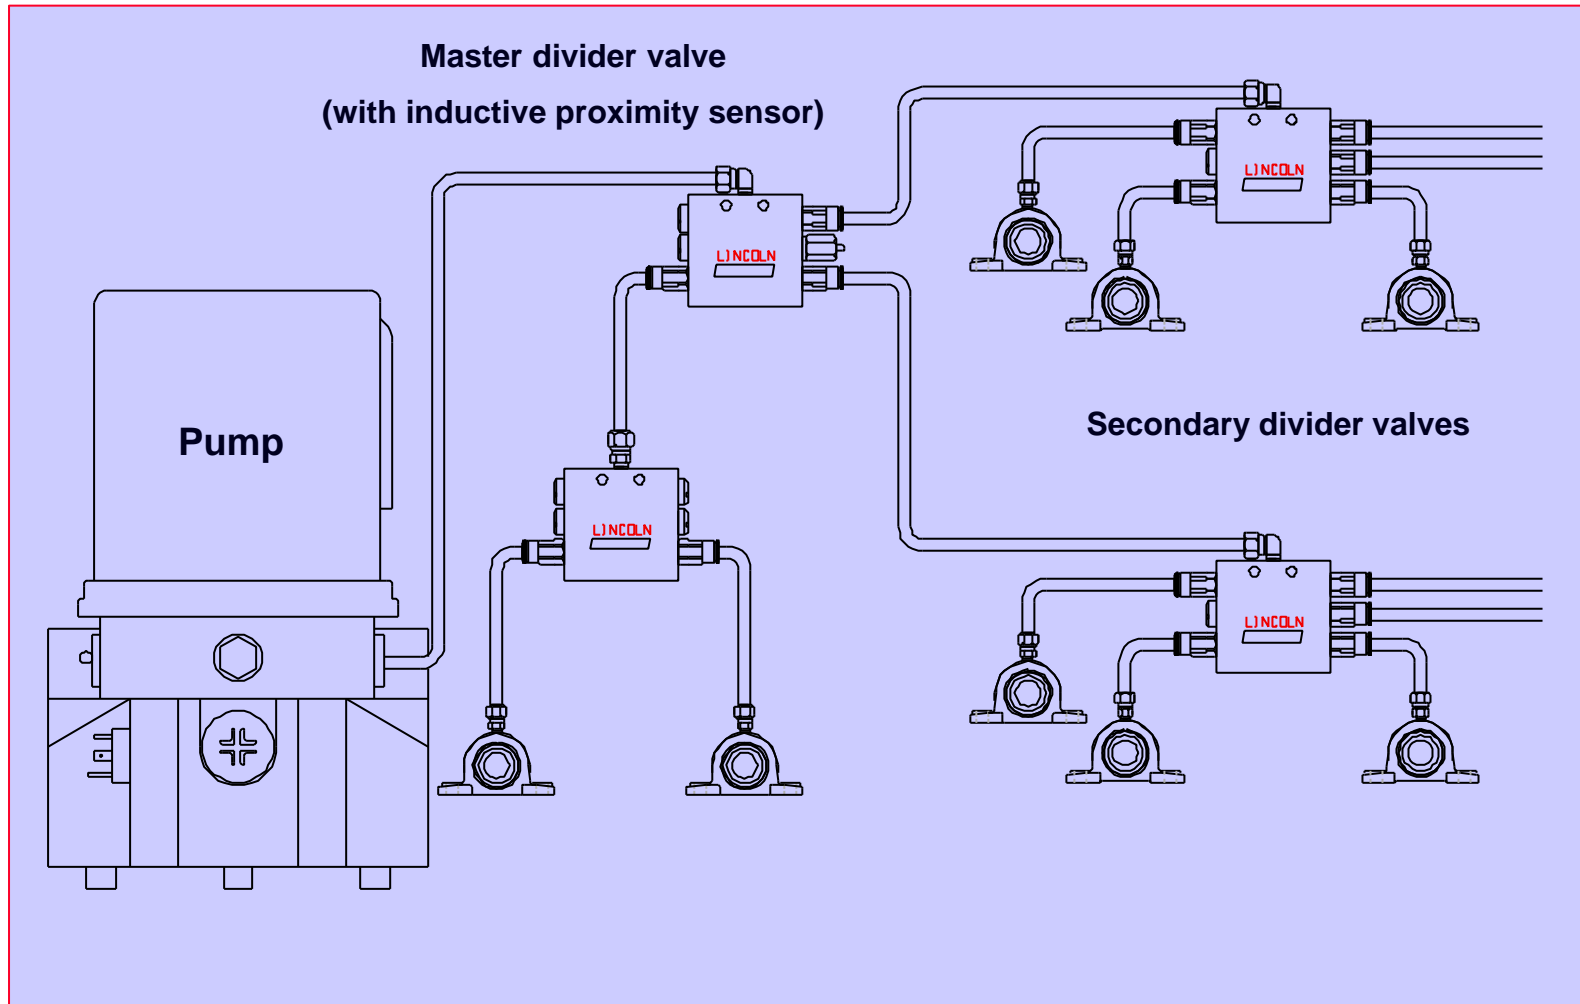 Master divider valve
(with inductive proximity sensor)
LINCOLN
LINCOLN
Pump
Secondary divider valves
LINCOLN
LINCOLN